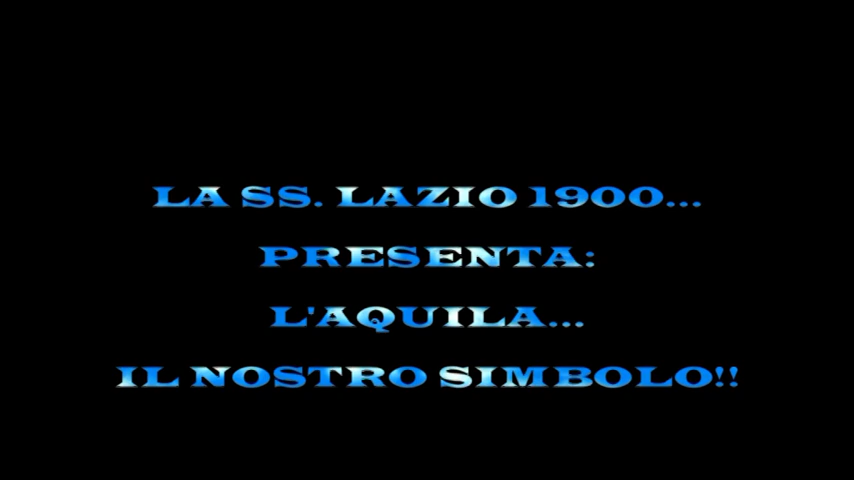 LA SS. LAZIO 1900...
PRESENTA:
L'AQUILA...
IL NOSTRO SIMBOLO!!